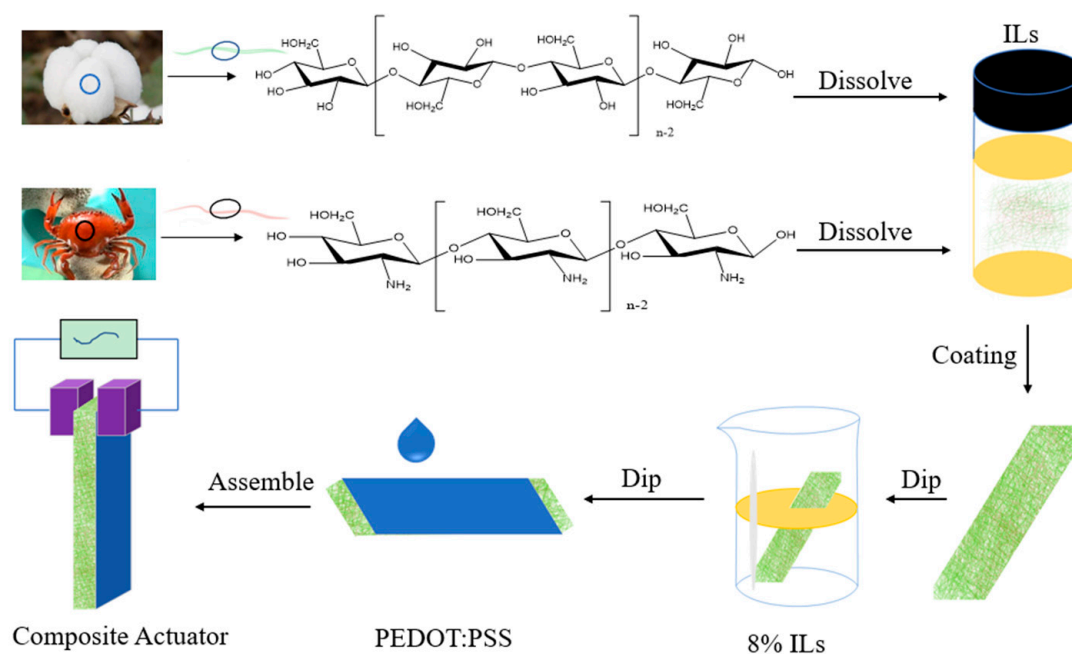 ILs
HOH₂C
OH
HOH₂C
OH
Dissolve
HO
HO
OH
O
O
HO
OH
O
O
HO
HO
OH
O
OH
HOH₂C
O
OH
HOH₂C
n-2
HOH₂C
HOH₂C
HOH₂C
Dissolve
HO
HO
NH₂
O
O
HO
NH₂
O
O
HO
NH₂
O
OH
n-2
Coating
Assemble
Dip
Dip
Composite Actuator
PEDOT:PSS
8% ILs